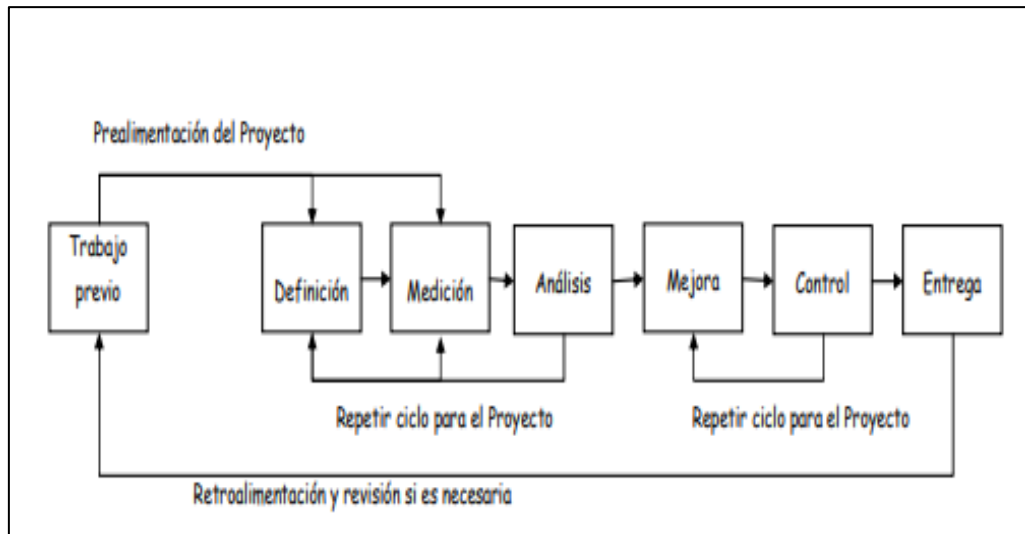 Prealimentación del Proyecto
Trabajo
previo
Definición
Medición
Análisis
Mejora
Control
Entrega
Repetir ciclo para el Proyecto
Repetir ciclo para el Proyecto
Retroalimentación y revisión si es necesaria